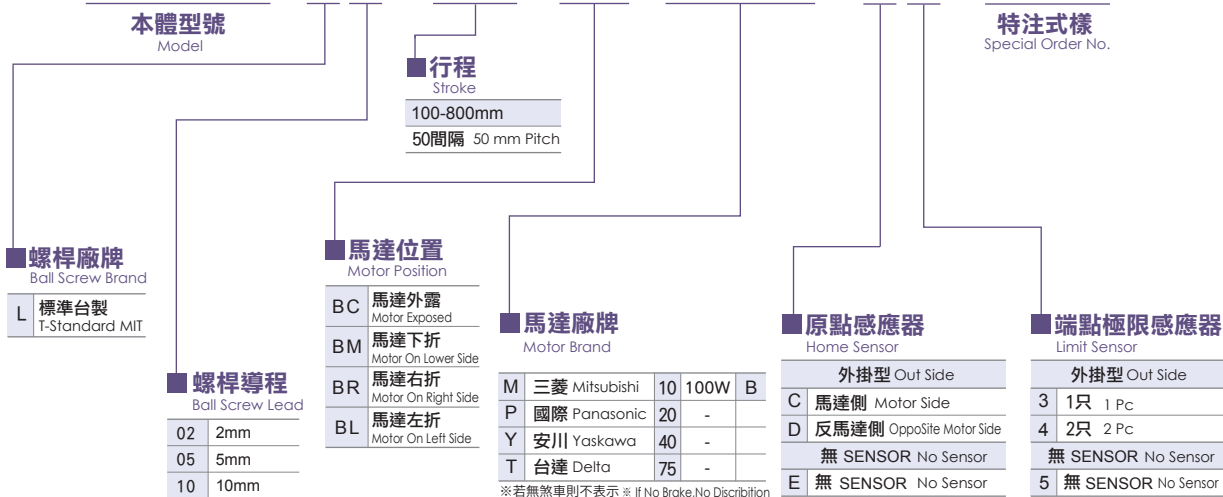 本體型號
Model
特注式樣
Special Order No.
■行程
Stroke
100-800mm
50間隔 50 mm Pitch
■螺桿廠牌
Ball Screw Brand
L 標準台製
T-Standard MIT
■螺桿導程
Ball Screw Lead
02 2mm
05 5mm
10 10mm
■馬達位置
Motor Position
BC 馬達外露
Motor Exposed
BM 馬達下折
Motor On Lower Side
BR 馬達右折
Motor On Right Side
BL 馬達左折
Motor On Left Side
■馬達廠牌
Motor Brand
M 三菱 Mitsubishi 10 100W B
P 國際 Panasonic 20 -
Y 安川 Yaskawa 40 -
T 台達 Delta 75 -
※若無煞車則不表示 ※ If No Brake,No Discribition
■原點感應器
Home Sensor
外掛型 Out Side
C 馬達側 Motor Side
D 反馬達側 OppoSite Motor Side
無 SENSOR No Sensor
E 無 SENSOR No Sensor
■端點極限感應器
Limit Sensor
外掛型 Out Side
3 1只 1 Pc
4 2只 2 Pc
無 SENSOR No Sensor
5 無 SENSOR No Sensor